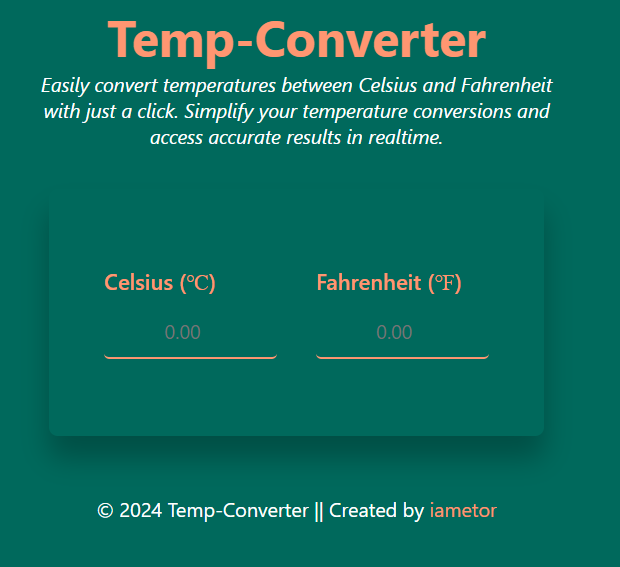 Temp-Converter
Easily convert temperatures between Celsius and Fahrenheit
with just a click. Simplify your temperature conversions and
access accurate results in realtime.
Celsius (℃) Fahrenheit (℉)
0.00 0.00
© 2024 Temp-Converter || Created by iametor